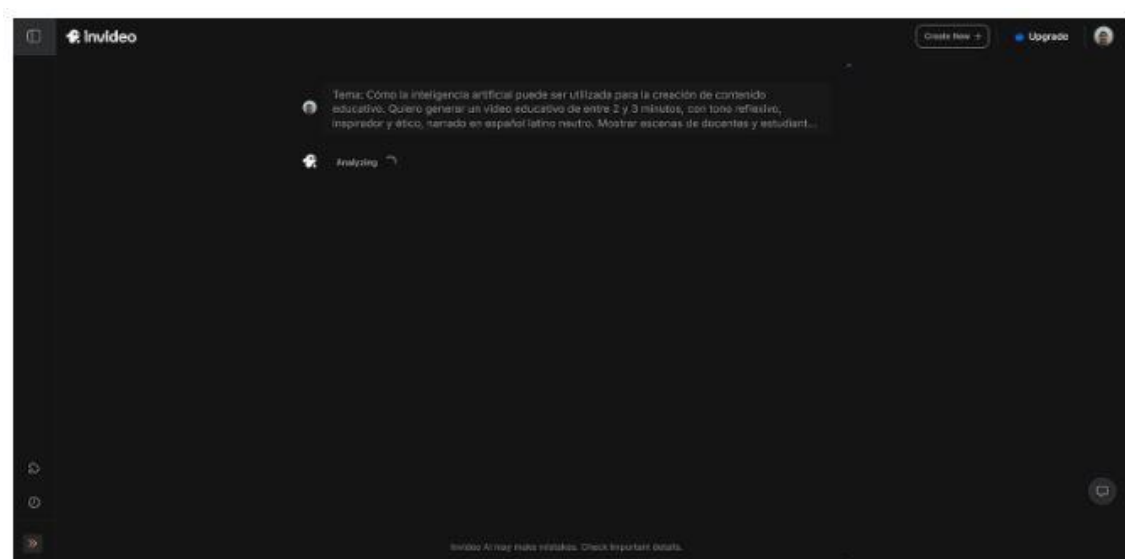 invideo
Create New +
Upgrade
Tema: Cómo la inteligencia artificial puede ser utilizada para la creación de contenido
educativo. Quiero generar un video educativo de entre 2 y 3 minutos, con tono reflexivo,
inspirador y ético, narrado en español latino neutro. Mostrar escenas de docentes y estudiant...
Analyzing
Invideo AI may make mistakes. Check important details.